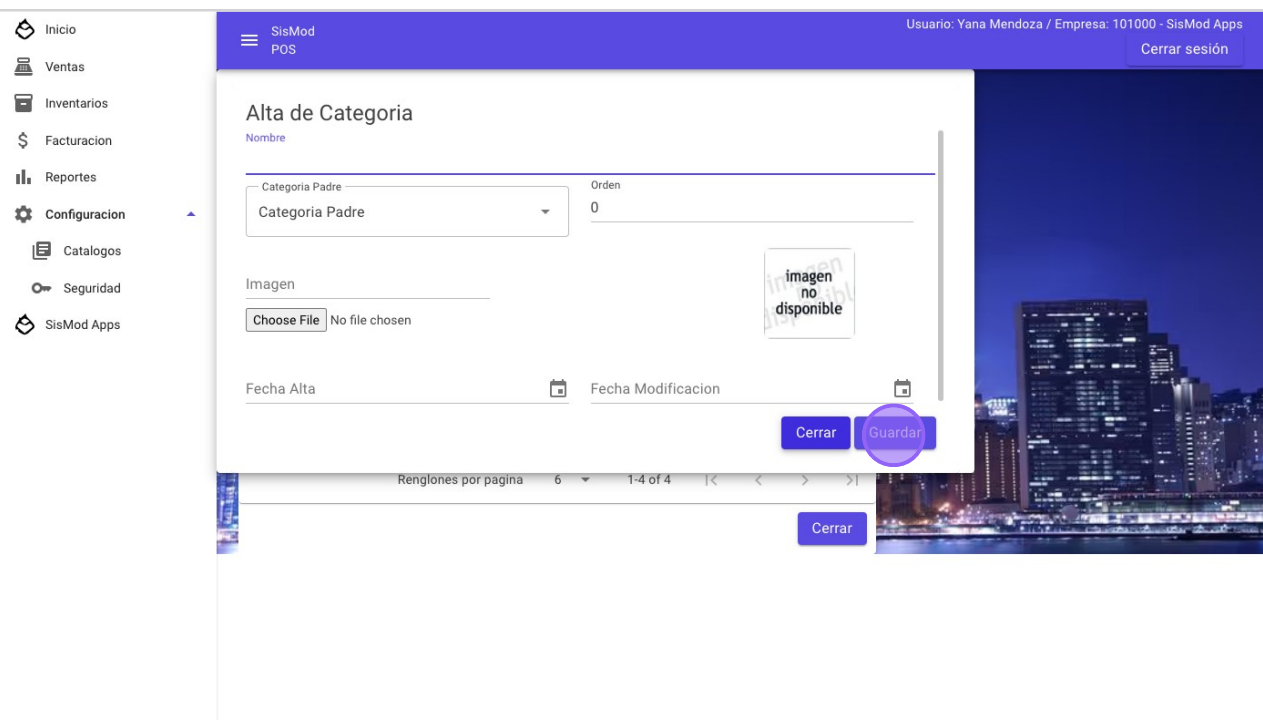 Inicio
Ventas
Inventarios
Facturacion
Reportes
Configuracion
Catalogos
Seguridad
SisMod Apps
SisMod
POS
Usuario: Yana Mendoza / Empresa: 101000 - SisMod Apps
Cerrar sesión
Alta de Categoria
Nombre
Categoria Padre
Categoria Padre
Orden
0
Imagen
Choose File No file chosen
imagen
no
disponible
Fecha Alta
Fecha Modificacion
Cerrar
Guardar
Renglones por pagina 6 1-4 of 4
Cerrar